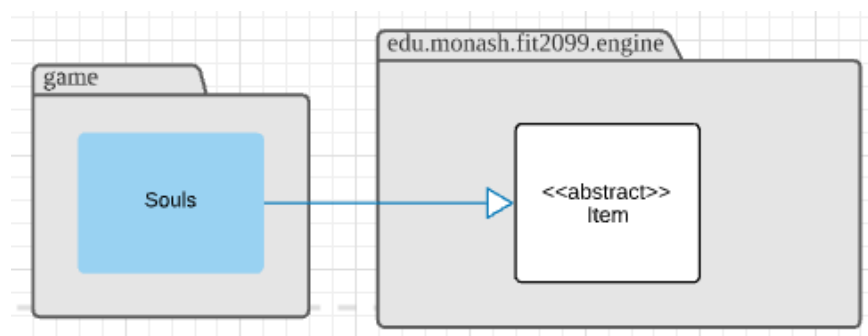 game
edu.monash.fit2099.engine
Souls
<<abstract>>
Item